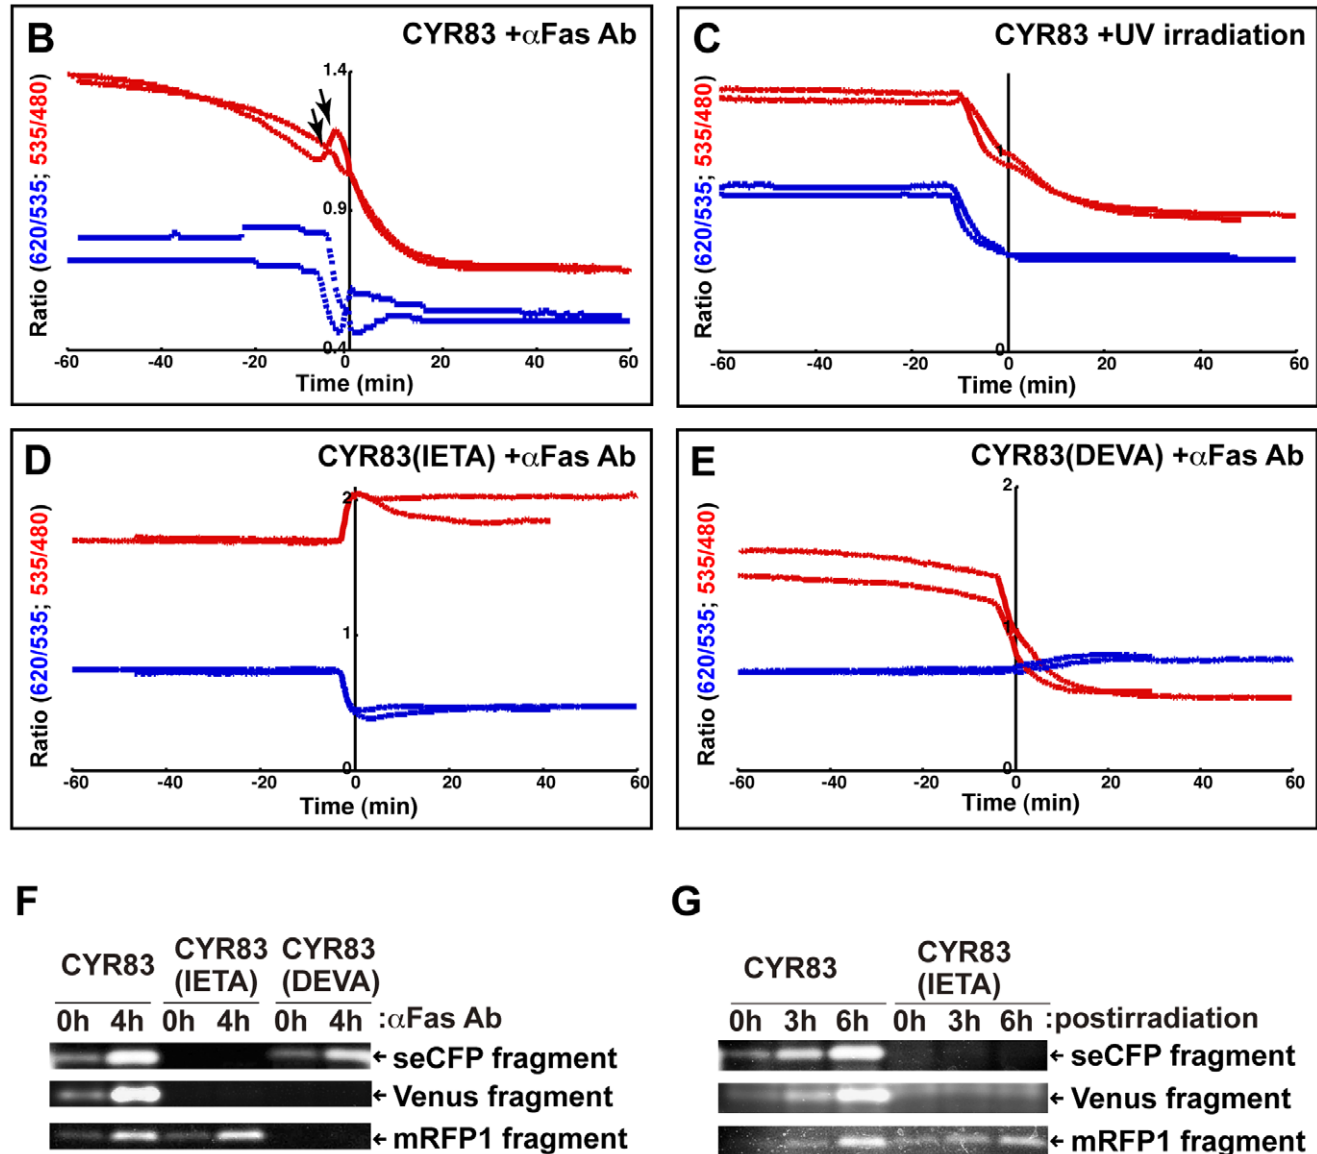 B
CYR83 +αFas Ab
Ratio (620/535; 535/480)
1.4
0.9
0.4
-60 -40 -20 0 20 40 60
Time (min)
C
CYR83 +UV irradiation
Ratio (620/535; 535/480)
1
0
-60 -40 -20 0 20 40 60
Time (min)
D
CYR83(IETA) +αFas Ab
Ratio (620/535; 535/480)
2
1
0
-60 -40 -20 0 20 40 60
Time (min)
E
CYR83(DEVA) +αFas Ab
Ratio (620/535; 535/480)
2
1
0
-60 -40 -20 0 20 40 60
Time (min)
F
CYR83 CYR83 (IETA) CYR83 (DEVA)
0h 4h 0h 4h 0h 4h :αFas Ab
← seCFP fragment
← Venus fragment
← mRFP1 fragment
G
CYR83 CYR83 (IETA)
0h 3h 6h 0h 3h 6h :postirradiation
← seCFP fragment
← Venus fragment
← mRFP1 fragment